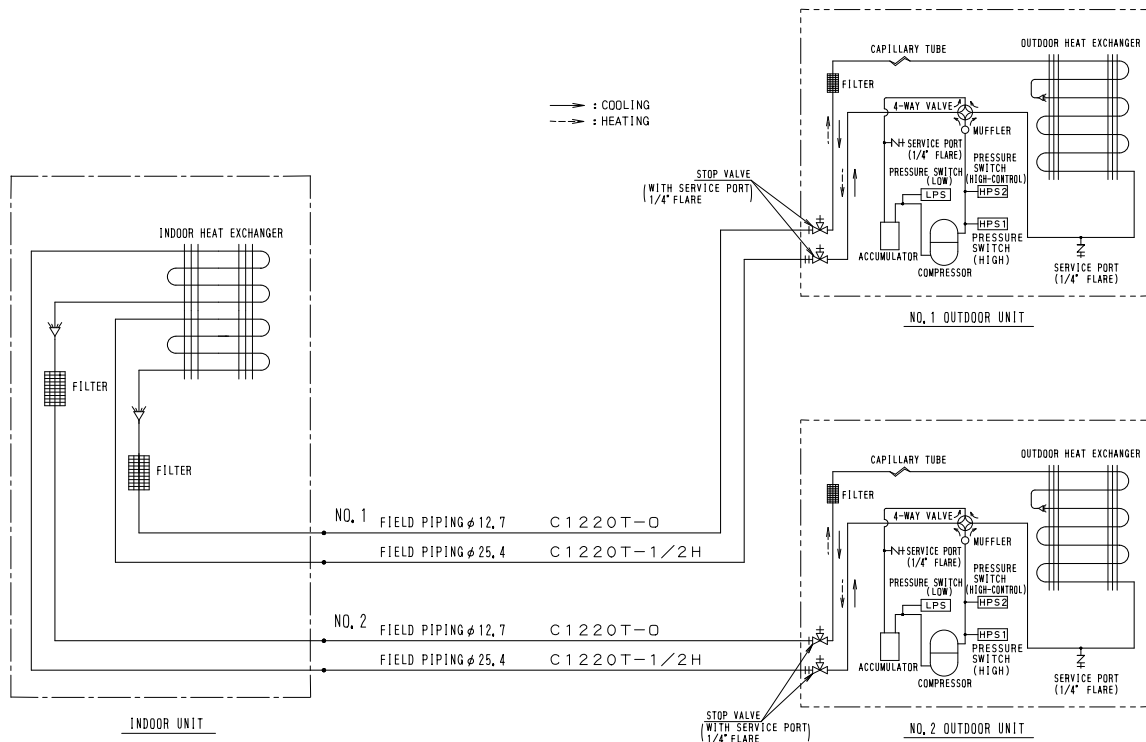 CAPILLARY TUBE
OUTDOOR HEAT EXCHANGER
FILTER
: COOLING
: HEATING
4-WAY VALVE
MUFFLER
SERVICE PORT
(1/4" FLARE)
PRESSURE
SWITCH
(HIGH-CONTROL)
PRESSURE SWITCH
(LOW)
LPS
HPS2
STOP VALVE
(WITH SERVICE PORT)
1/4" FLARE
HPS1
PRESSURE
SWITCH
(HIGH)
ACCUMULATOR
COMPRESSOR
SERVICE PORT
(1/4" FLARE)
NO.1 OUTDOOR UNIT
INDOOR HEAT EXCHANGER
FILTER
FILTER
NO.1 FIELD PIPING φ12.7 C1220T-O
FIELD PIPING φ25.4 C1220T-1/2H
NO.2 FIELD PIPING φ12.7 C1220T-O
FIELD PIPING φ25.4 C1220T-1/2H
INDOOR UNIT
CAPILLARY TUBE
OUTDOOR HEAT EXCHANGER
FILTER
4-WAY VALVE
MUFFLER
SERVICE PORT
(1/4" FLARE)
PRESSURE
SWITCH
(HIGH-CONTROL)
PRESSURE SWITCH
(LOW)
LPS
HPS2
HPS1
PRESSURE
SWITCH
(HIGH)
ACCUMULATOR
COMPRESSOR
SERVICE PORT
(1/4" FLARE)
STOP VALVE
(WITH SERVICE PORT)
1/4" FLARE
NO.2 OUTDOOR UNIT